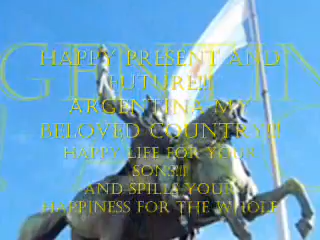 HAPPY PRESENT AND
FUTURE!!!
ARGENTINA MY
BELOVED COUNTRY!!!
HAPPY LIFE FOR YOUR
SONS!!!
AND SPILLS YOUR
HAPPINESS FOR THE WHOLE